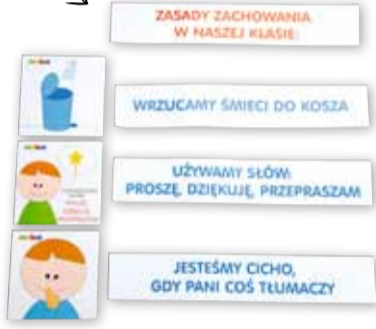 ZASADY ZACHOWANIA
W NASZEJ KLASIE:
WRZUCAMY ŚMIECI DO KOSZA
UŻYWAMY SŁÓW:
PROSZĘ, DZIĘKUJĘ, PRZEPRASZAM
JESTEŚMY CICHO,
GDY PANI COŚ TŁUMACZY